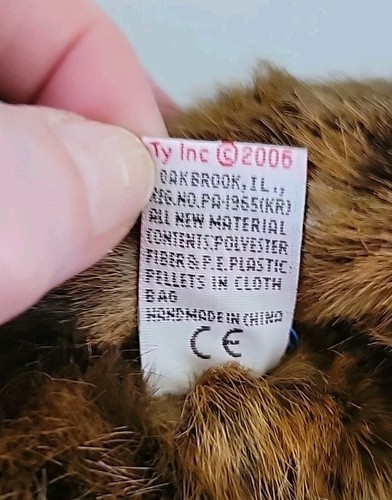 Ty Inc ©2006
OAKBROOK, IL.,
REG.NO.PA-1965(KR)
ALL NEW MATERIAL
CONTENTS:POLYESTER
FIBER & P.E.PLASTIC
PELLETS IN CLOTH
BAG
HANDMADE IN CHINA
CE